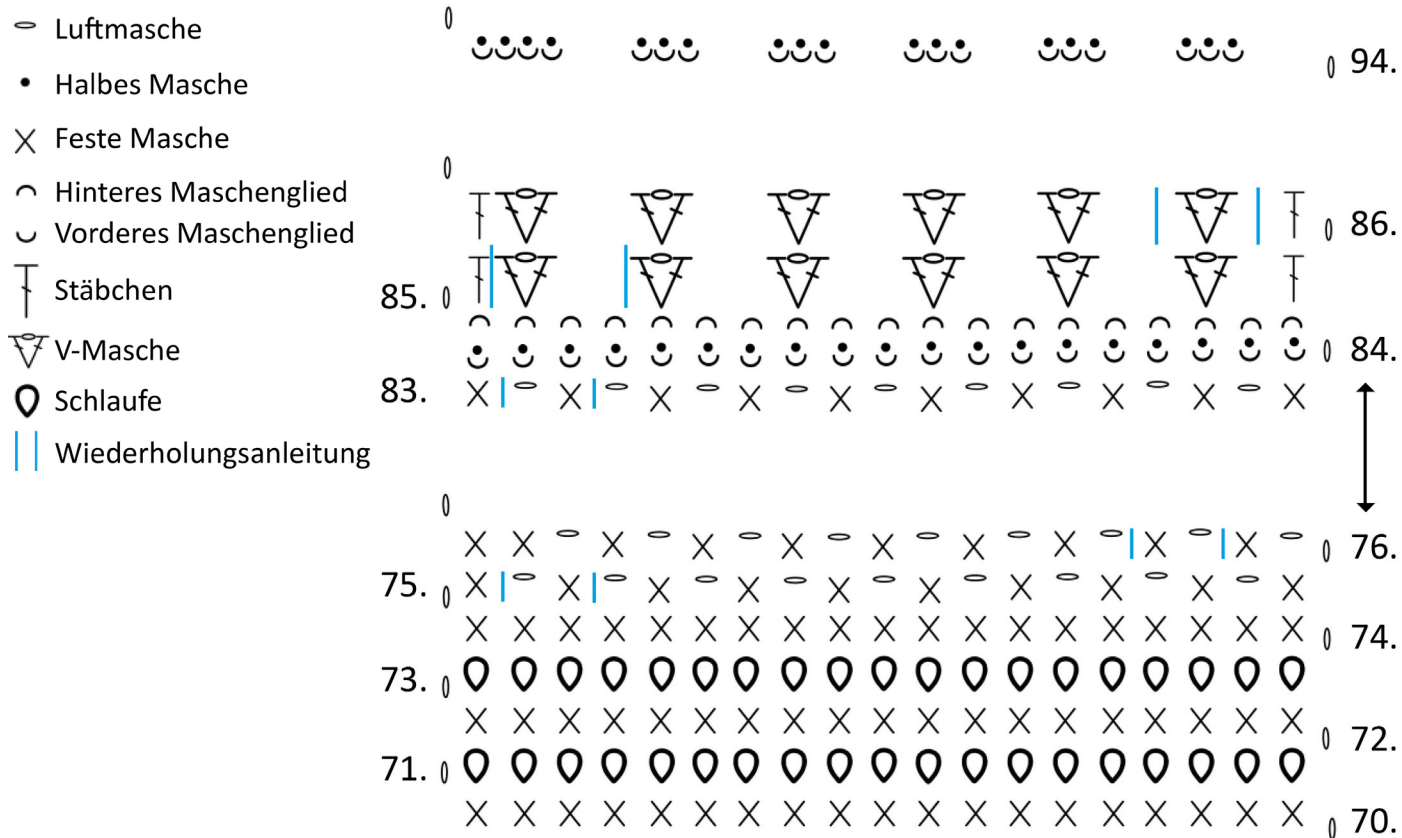 Luftmasche
Halbes Masche
Feste Masche
Hinteres Maschenglied
Vorderes Maschenglied
Stäbchen
V-Masche
Schlaufe
Wiederholungsanleitung
94.
86.
85.
84.
83.
76.
75.
74.
73.
72.
71.
70.